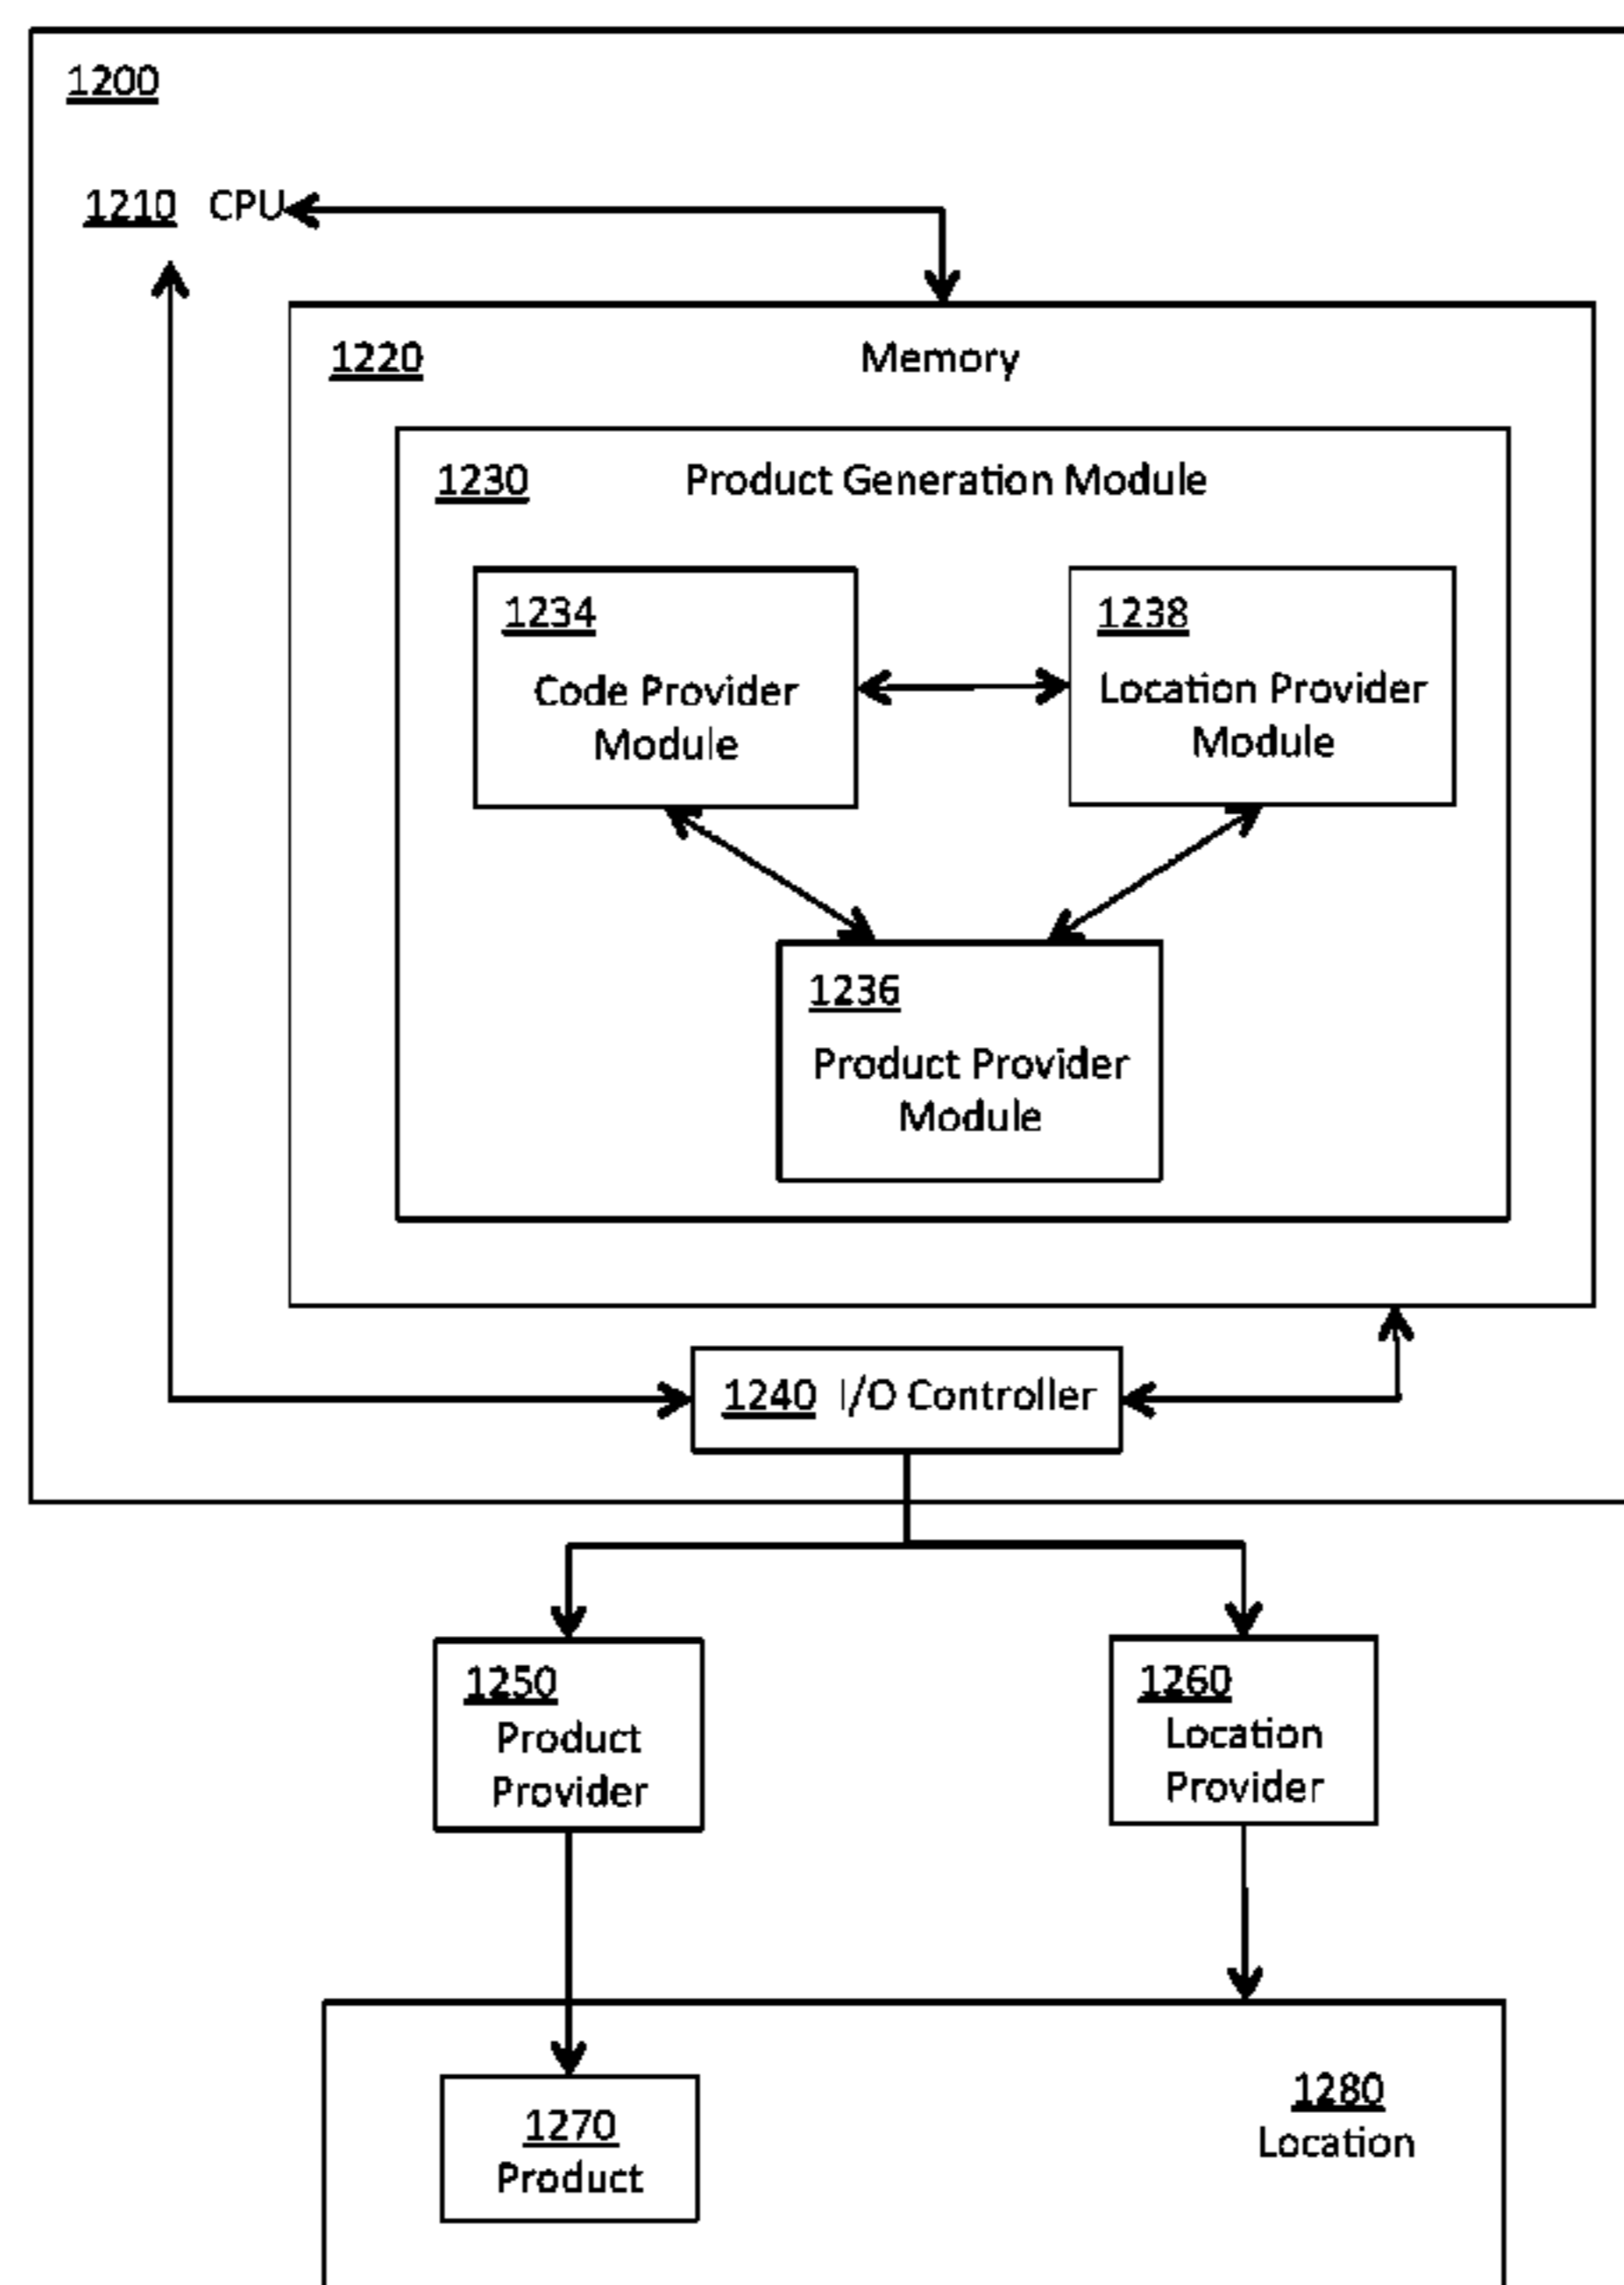 1200
1210 CPU
1220 Memory
1230 Product Generation Module
1234
Code Provider
Module
1238
Location Provider
Module
1236
Product Provider
Module
1240 I/O Controller
1250
Product
Provider
1260
Location
Provider
1270
Product
1280
Location